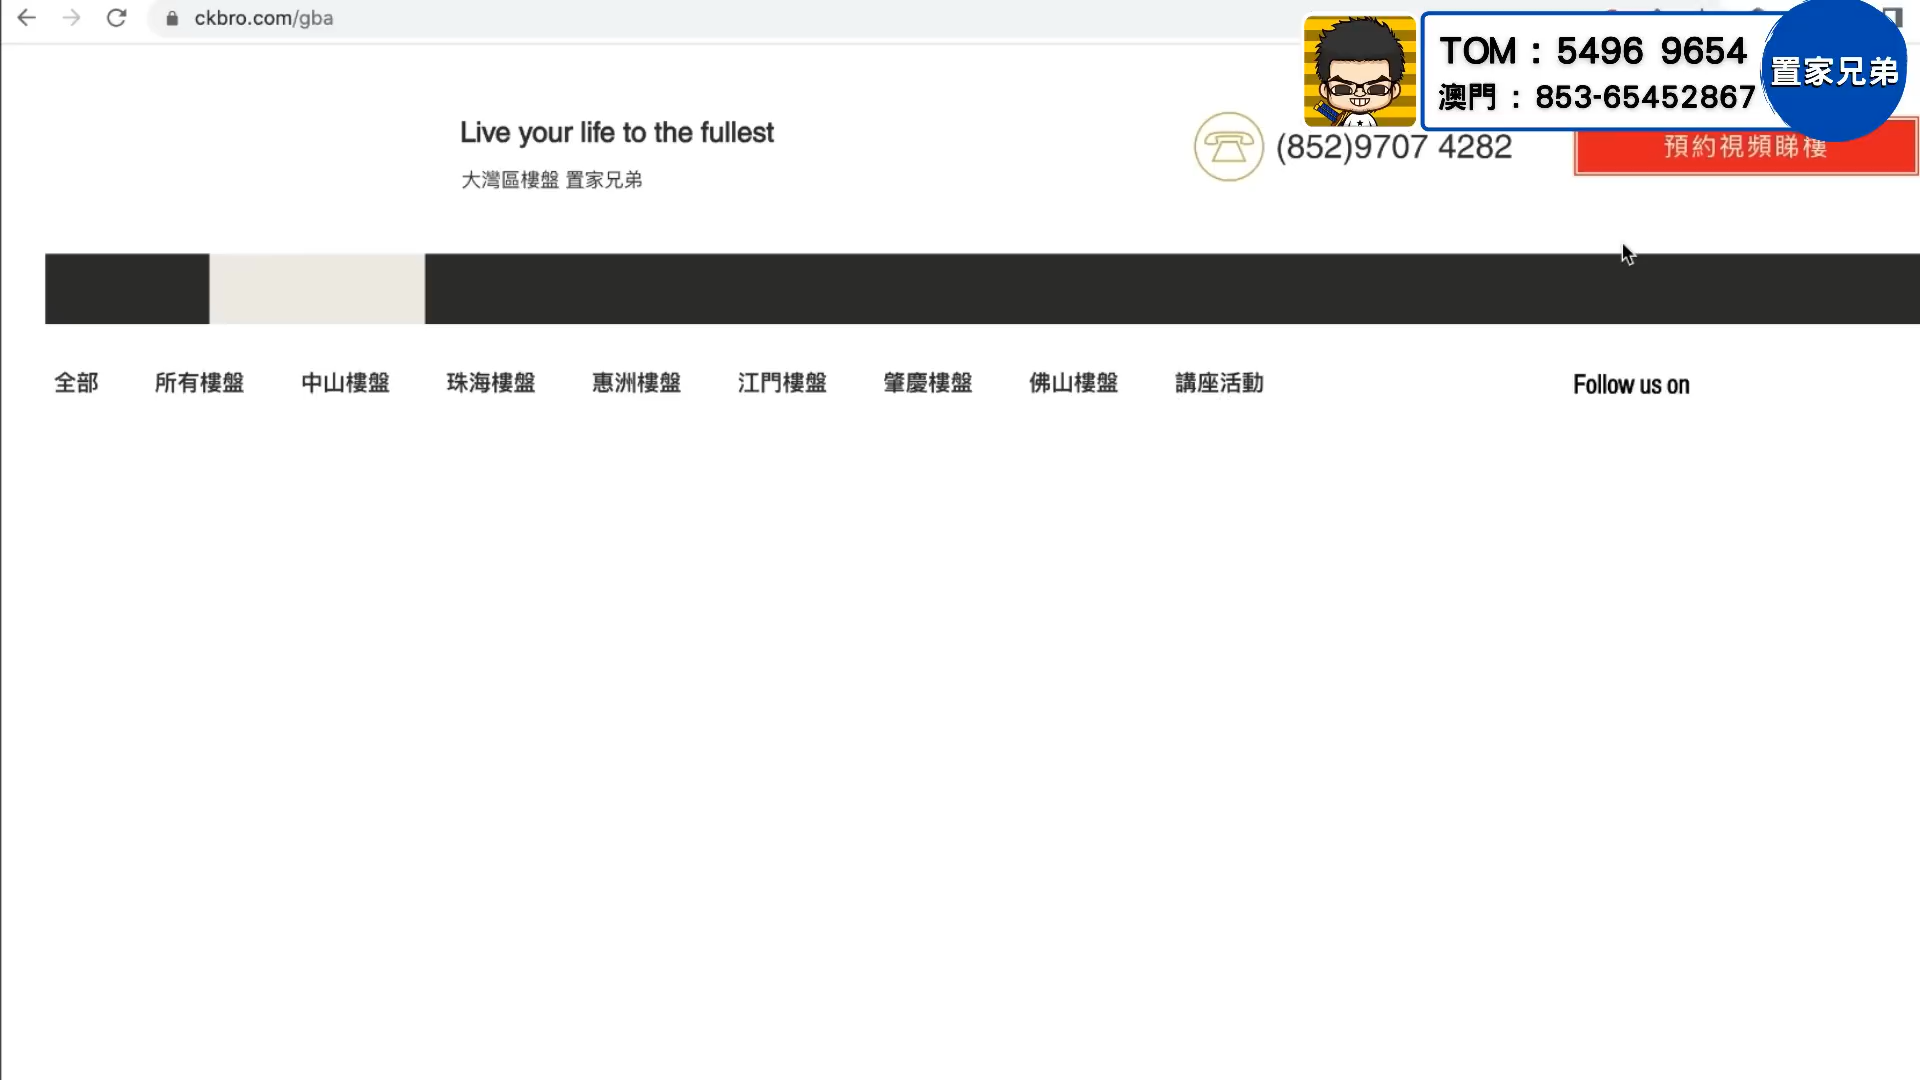 ckbro.com/gba
TOM : 5496 9654
澳門 : 853-65452867
置家兄弟
Live your life to the fullest
大灣區樓盤 置家兄弟
(852)9707 4282
預約視頻睇樓
全部 所有樓盤 中山樓盤 珠海樓盤 惠洲樓盤 江門樓盤 肇慶樓盤 佛山樓盤 講座活動
Follow us on